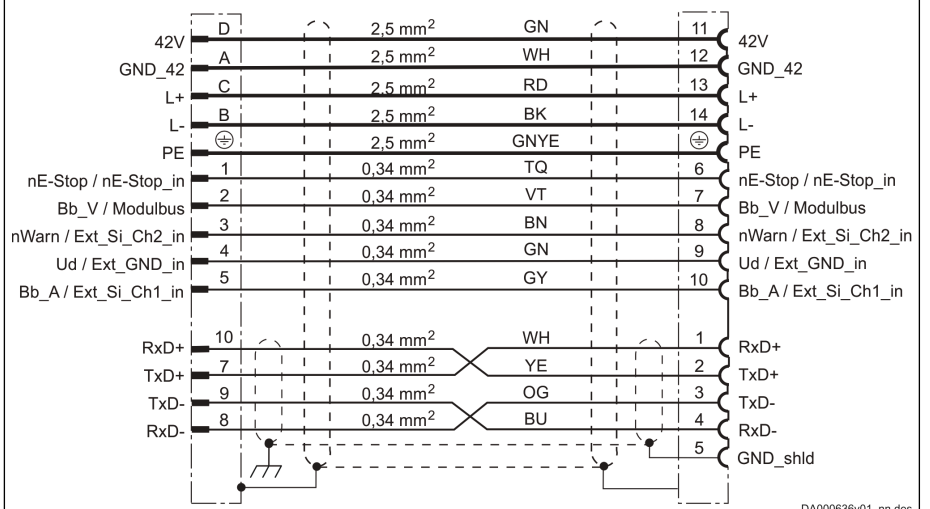 42V D 2,5 mm² GN 11 42V
GND_42 A 2,5 mm² WH 12 GND_42
L+ C 2,5 mm² RD 13 L+
L- B 2,5 mm² BK 14 L-
PE 2,5 mm² GNYE PE
nE-Stop / nE-Stop_in 1 0,34 mm² TQ 6 nE-Stop / nE-Stop_in
Bb_V / Modulbus 2 0,34 mm² VT 7 Bb_V / Modulbus
nWarn / Ext_Si_Ch2_in 3 0,34 mm² BN 8 nWarn / Ext_Si_Ch2_in
Ud / Ext_GND_in 4 0,34 mm² GN 9 Ud / Ext_GND_in
Bb_A / Ext_Si_Ch1_in 5 0,34 mm² GY 10 Bb_A / Ext_Si_Ch1_in
RxD+ 10 0,34 mm² WH 1 RxD+
TxD+ 7 0,34 mm² YE 2 TxD+
TxD- 9 0,34 mm² OG 3 TxD-
RxD- 8 0,34 mm² BU 4 RxD-
5 GND_shld